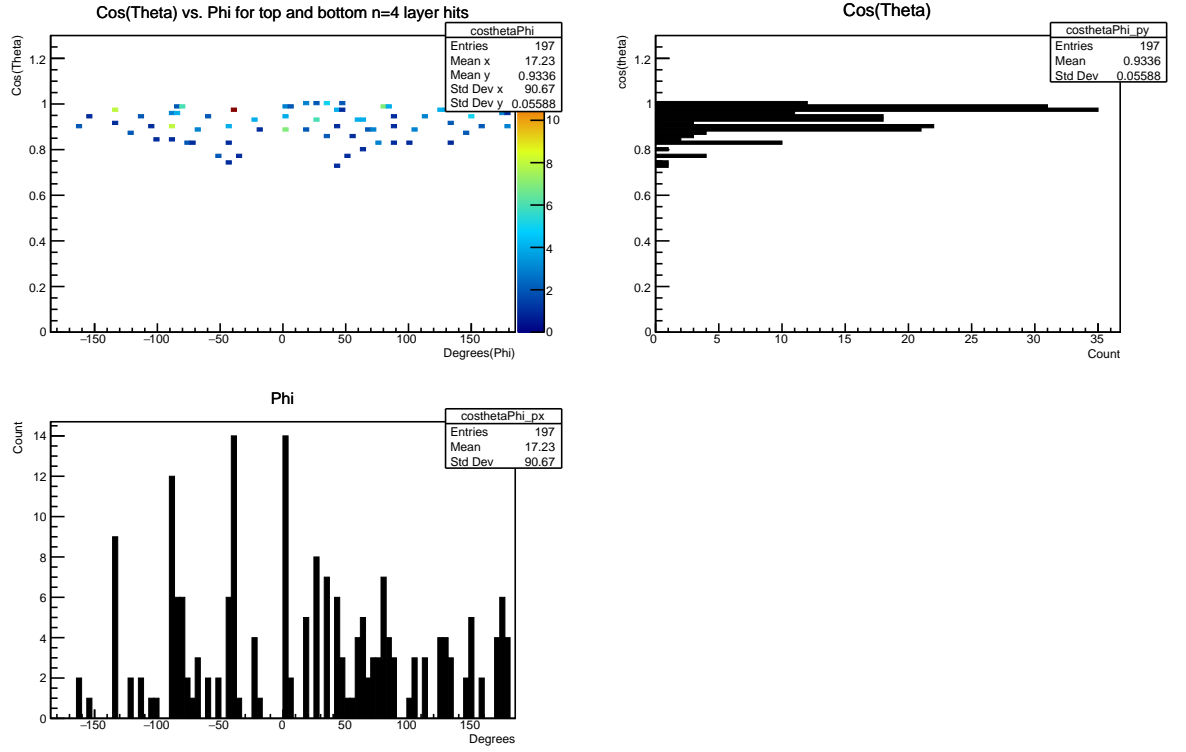 Cos(Theta) vs. Phi for top and bottom n=4 layer hits
Cos(Theta)
costhetaPhi
Entries 197
Mean x 17.23
Mean y 0.9336
Std Dev x 90.67
Std Dev y 0.05588
1.2
1
0.8
0.6
0.4
0.2
0
10
8
6
4
2
0
−150 −100 −50 0 50 100 150
Degrees(Phi)
Cos(Theta)
cos(theta)
costhetaPhi_py
Entries 197
Mean 0.9336
Std Dev 0.05588
1.2
1
0.8
0.6
0.4
0.2
0
0 5 10 15 20 25 30 35
Count
Phi
Count
costhetaPhi_px
Entries 197
Mean 17.23
Std Dev 90.67
14
12
10
8
6
4
2
0
−150 −100 −50 0 50 100 150
Degrees